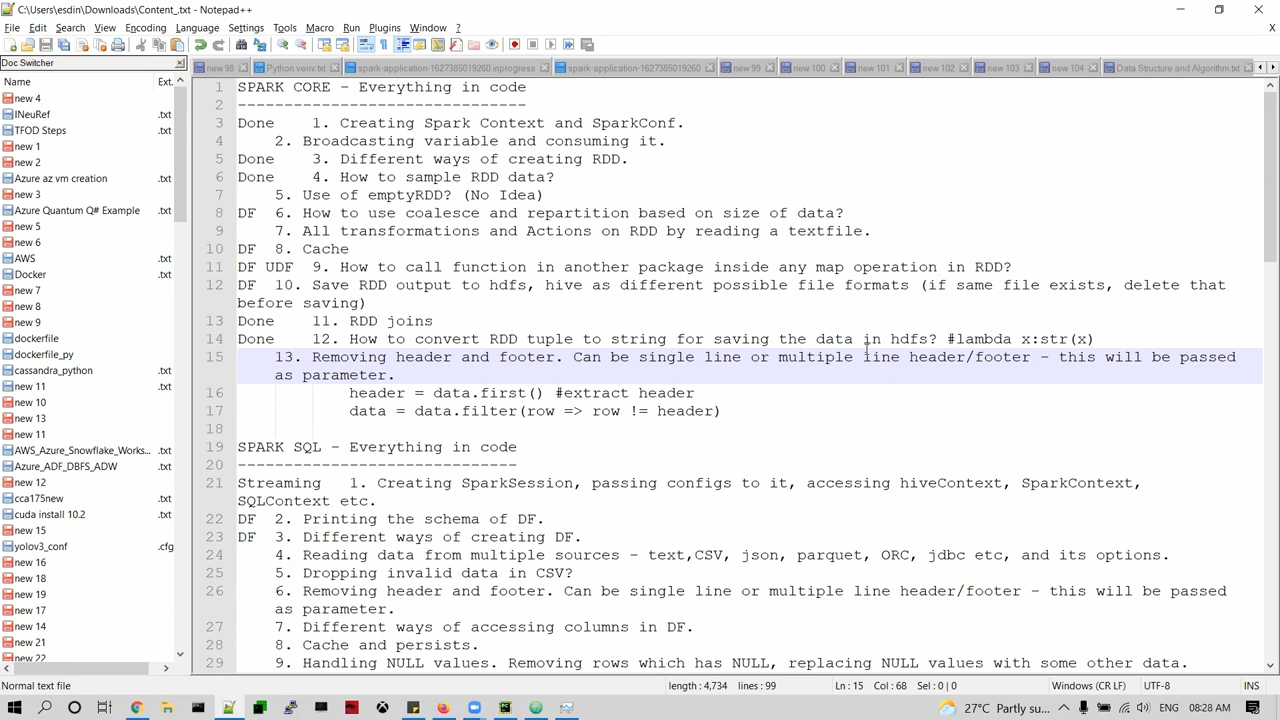 C:\Users\esdin\Downloads\Content_.txt - Notepad++
File Edit Search View Encoding Language Settings Tools Macro Run Plugins Window ?
X
Doc Switcher
new 98 Python venv.txt spark-application-1627385019260.inprogress spark-application-1627385019260 new 99 new 100 new 101 new 102 new 103 new 104 Data Structure and Algorithm.txt
Name Ext.
new 4
INeuRef .txt
TFOD Steps .txt
new 1
new 2
Azure az vm creation .txt
new 3
Azure Quantum Q# Example .txt
new 5
new 6
AWS .txt
Docker .txt
new 7
new 8
new 9
dockerfile .txt
dockerfile_py .txt
cassandra_python .txt
new 11 .txt
new 10
new 13
new 11
AWS_Azure_Snowflake_Works... .txt
Azure_ADF_DBFS_ADW .txt
new 12
cca175new .txt
cuda install 10.2 .txt
new 15
yolov3_conf .cfg
new 16
new 18
new 19
new 17
new 14
new 21
new 22
1 SPARK CORE - Everything in code
2 -------------------------------
3 Done 1. Creating Spark Context and SparkConf.
4 2. Broadcasting variable and consuming it.
5 Done 3. Different ways of creating RDD.
6 Done 4. How to sample RDD data?
7 5. Use of emptyRDD? (No Idea)
8 DF 6. How to use coalesce and repartition based on size of data?
9 7. All transformations and Actions on RDD by reading a textfile.
10 DF 8. Cache
11 DF UDF 9. How to call function in another package inside any map operation in RDD?
12 DF 10. Save RDD output to hdfs, hive as different possible file formats (if same file exists, delete that
before saving)
13 Done 11. RDD joins
14 Done 12. How to convert RDD tuple to string for saving the data in hdfs? #lambda x:str(x)
15 13. Removing header and footer. Can be single line or multiple line header/footer - this will be passed
as parameter.
16 header = data.first() #extract header
17 data = data.filter(row => row != header)
18
19 SPARK SQL - Everything in code
20 ------------------------------
21 Streaming 1. Creating SparkSession, passing configs to it, accessing hiveContext, SparkContext,
SQLContext etc.
22 DF 2. Printing the schema of DF.
23 DF 3. Different ways of creating DF.
24 4. Reading data from multiple sources - text,CSV, json, parquet, ORC, jdbc etc, and its options.
25 5. Dropping invalid data in CSV?
26 6. Removing header and footer. Can be single line or multiple line header/footer - this will be passed
as parameter.
27 7. Different ways of accessing columns in DF.
28 8. Cache and persists.
29 9. Handling NULL values. Removing rows which has NULL, replacing NULL values with some other data.
Normal text file length : 4,734 lines : 99 Ln : 15 Col : 68 Sel : 0 | 0 Windows (CR LF) UTF-8 INS
27°C Partly su... ENG 08:28 AM